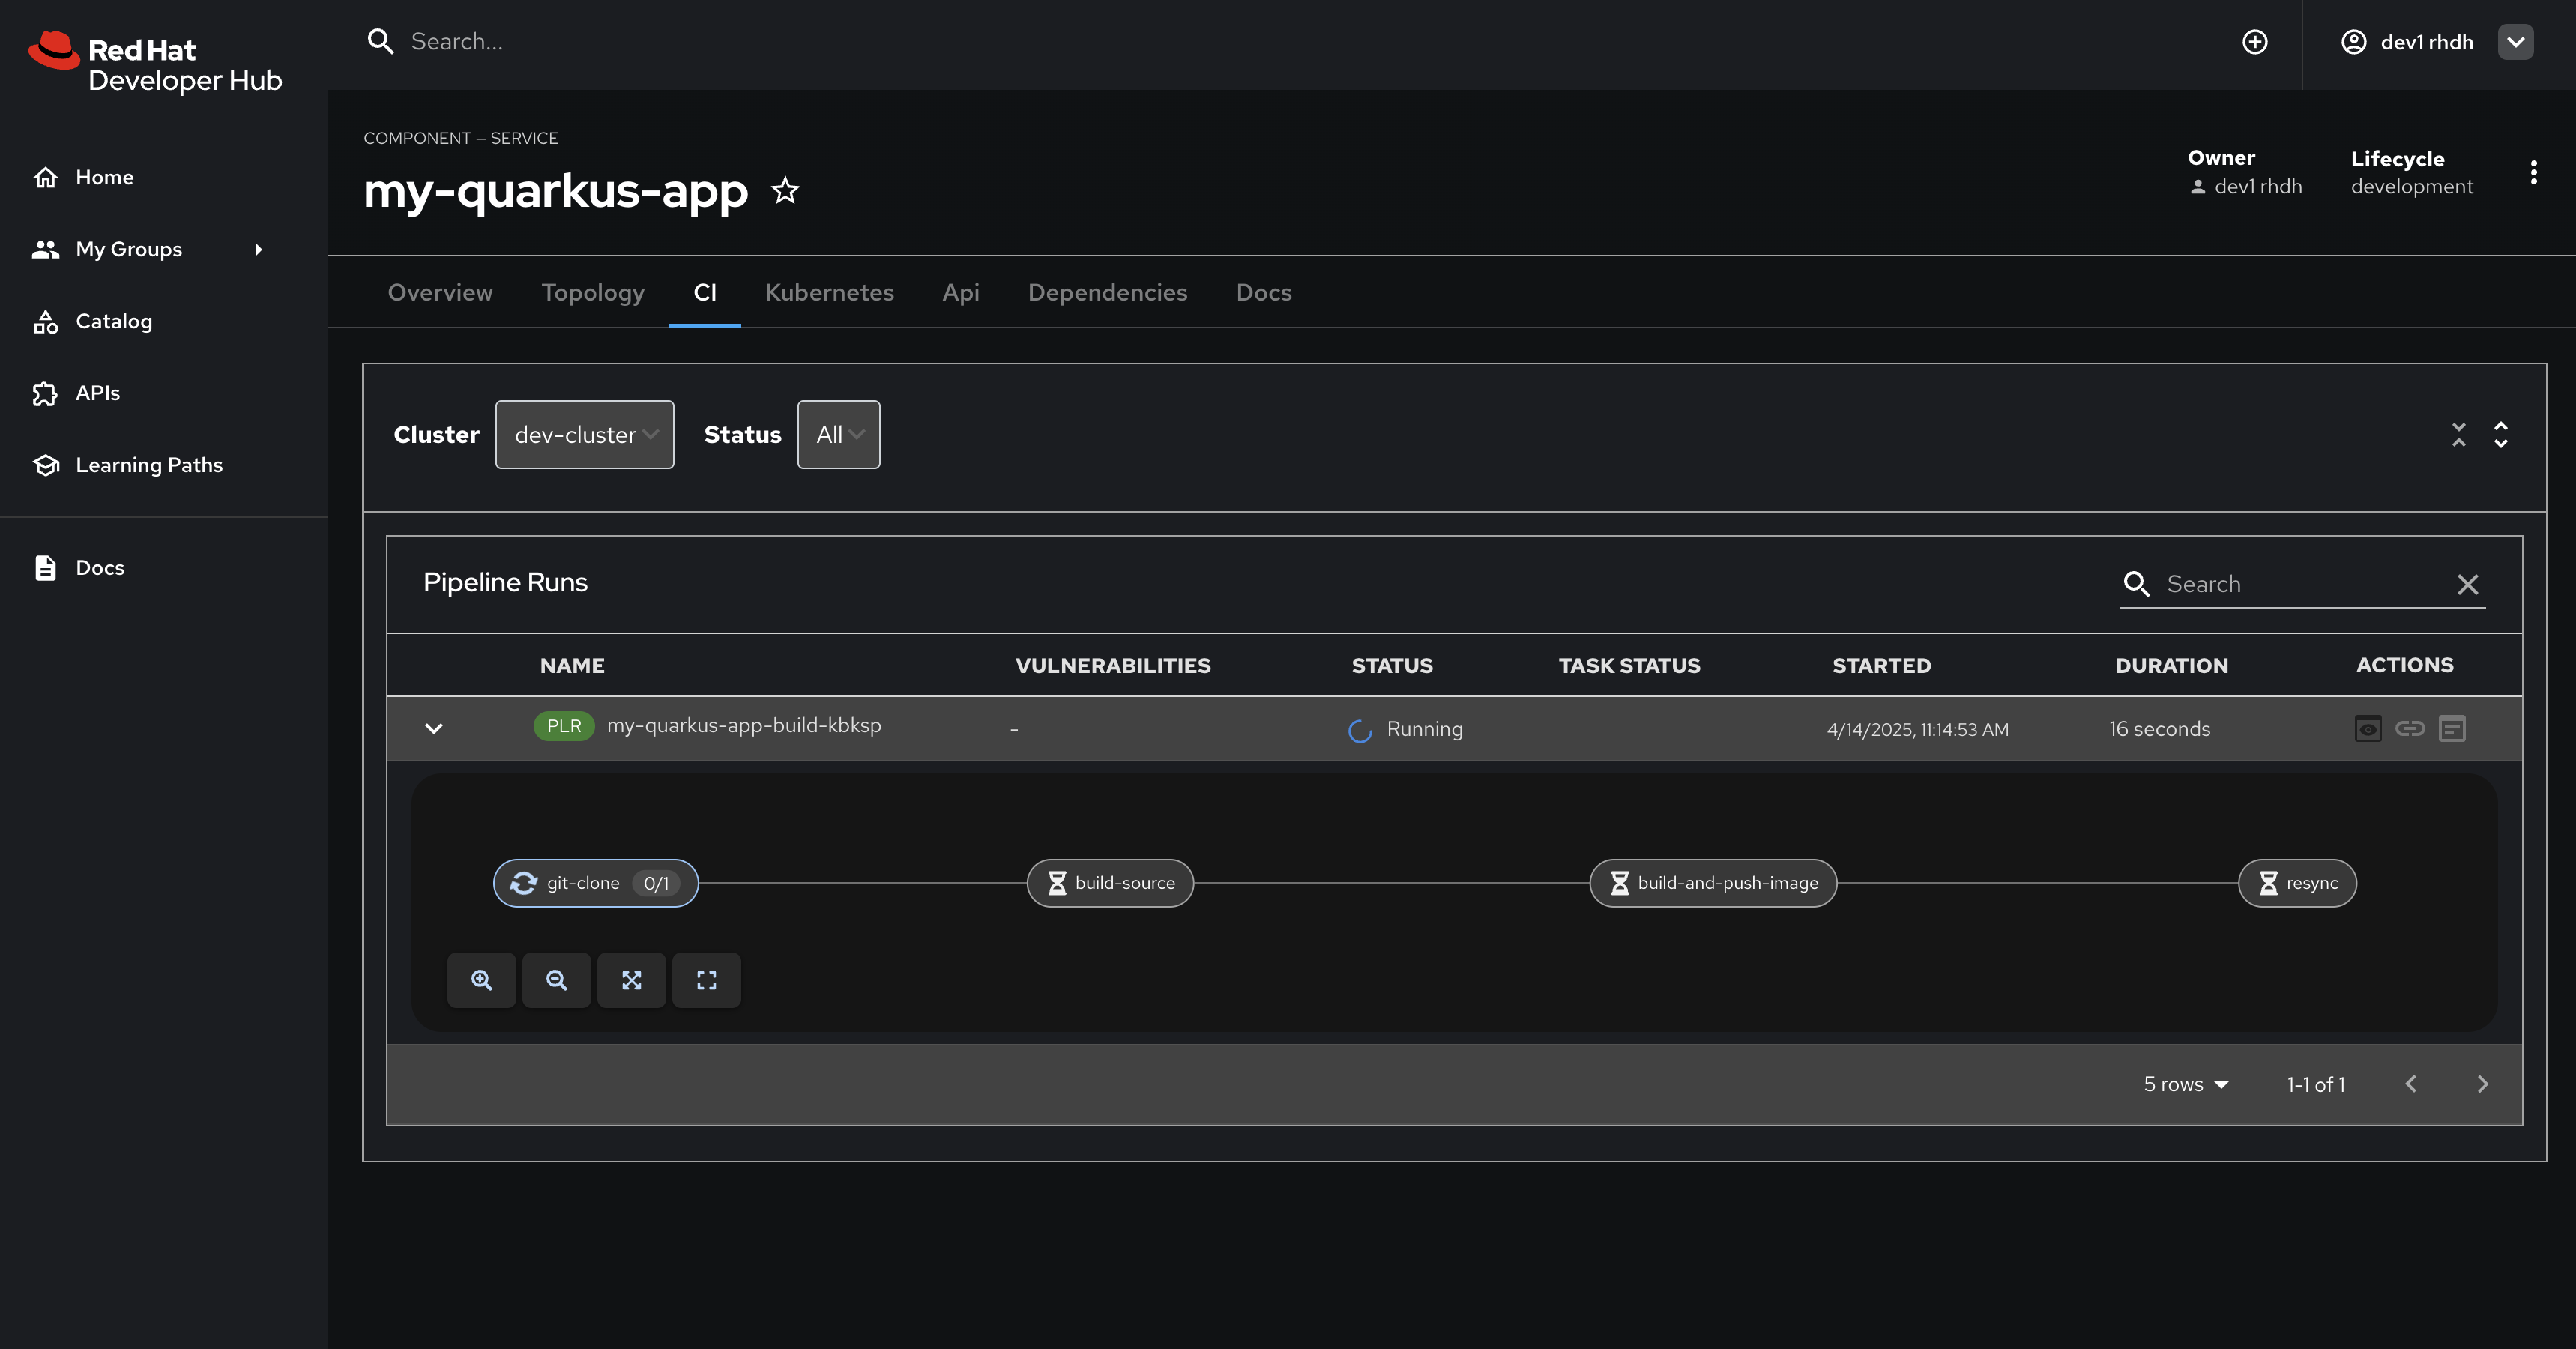 Red Hat
Developer Hub
Search...
dev1 rhdh
Home
My Groups
Catalog
APIs
Learning Paths
Docs
COMPONENT — SERVICE
my-quarkus-app
Owner
dev1 rhdh
Lifecycle
development
Overview Topology CI Kubernetes Api Dependencies Docs
Cluster dev-cluster Status All
Pipeline Runs
Search
NAME VULNERABILITIES STATUS TASK STATUS STARTED DURATION ACTIONS
PLR my-quarkus-app-build-kbksp - Running 4/14/2025, 11:14:53 AM 16 seconds
git-clone 0/1 build-source build-and-push-image resync
5 rows 1-1 of 1